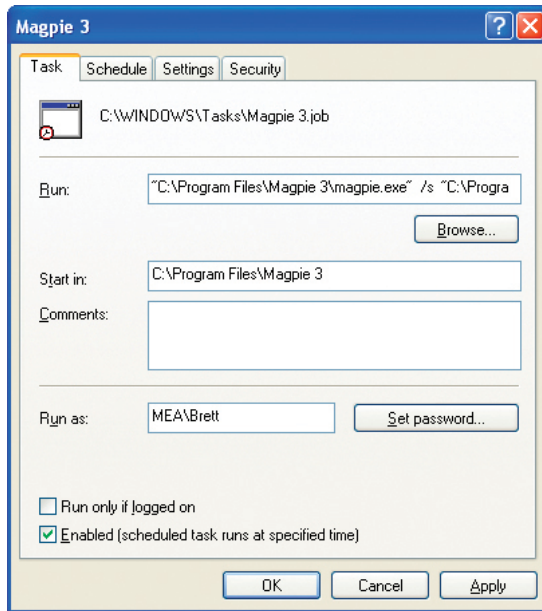 Magpie 3
Task Schedule Settings Security
C:\WINDOWS\Tasks\Magpie 3.job
Run: "C:\Program Files\Magpie 3\magpie.exe" /s "C:\Progra
Browse...
Start in: C:\Program Files\Magpie 3
Comments:
Run as: MEA\Brett Set password...
Run only if logged on
Enabled (scheduled task runs at specified time)
OK Cancel Apply